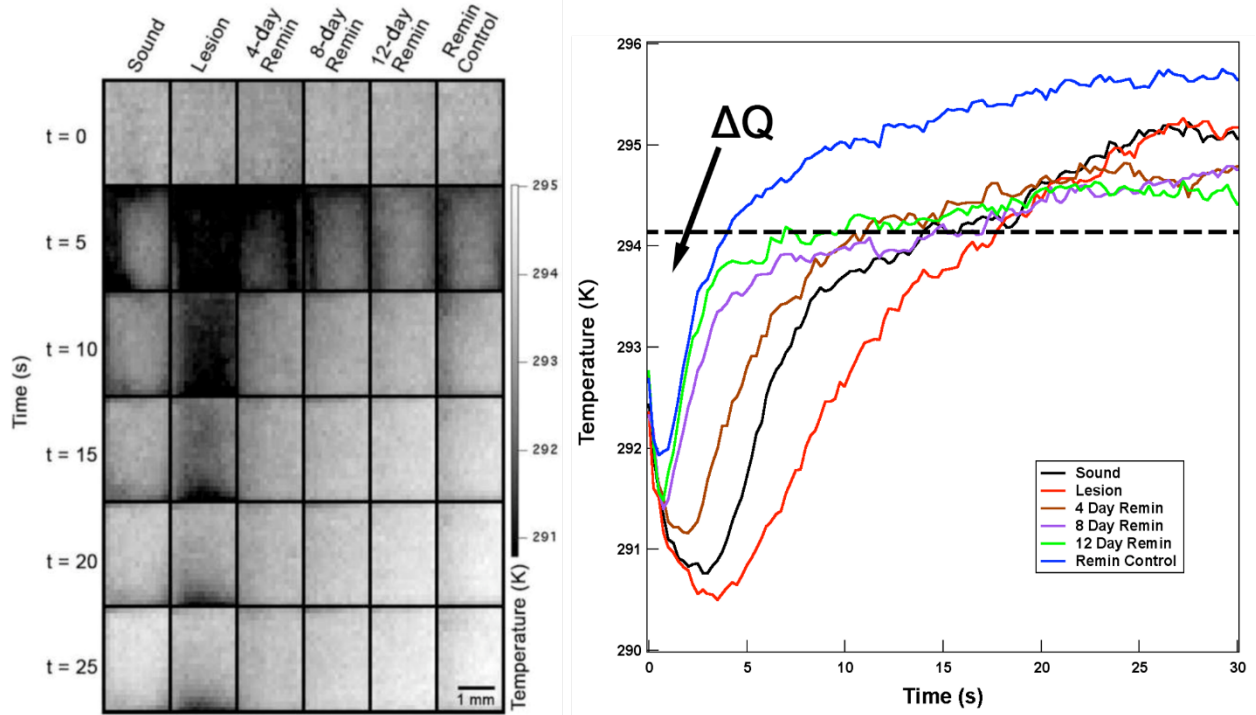 Sound
Lesion
4-day
Remin
8-day
Remin
12-day
Remin
Remin
Control
Time (s)
t = 0
t = 5
t = 10
t = 15
t = 20
t = 25
295
294
293
292
291
Temperature (K)
1 mm
296
295
294
293
292
291
290
Temperature (K)
ΔQ
Sound
Lesion
4 Day Remin
8 Day Remin
12 Day Remin
Remin Control
0
5
10
15
20
25
30
Time (s)